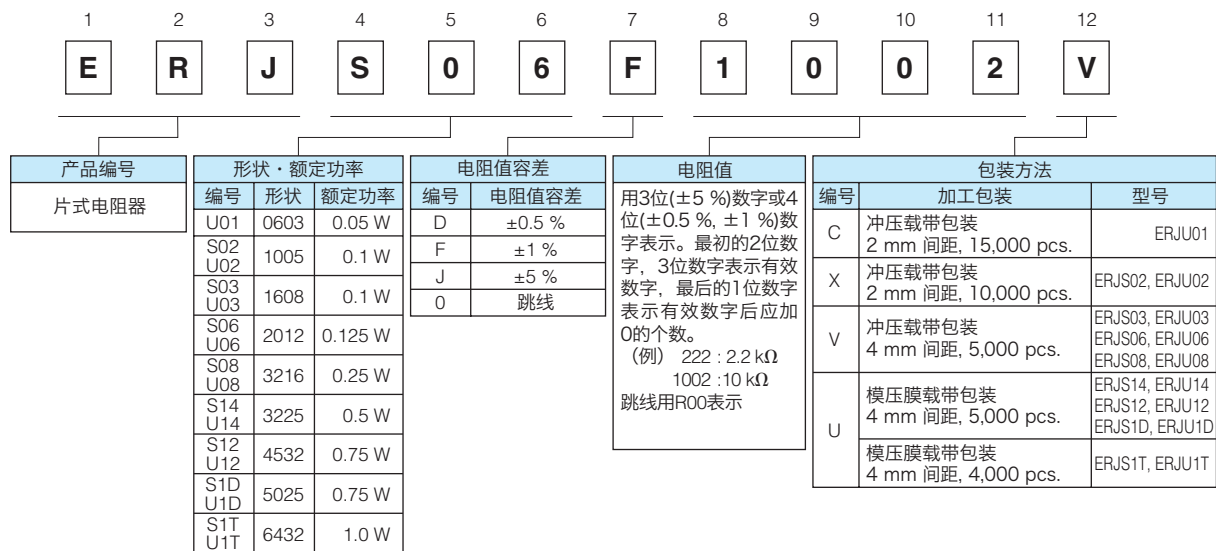 1 2 3 4 5 6 7 8 9 10 11 12
E R J S 0 6 F 1 0 0 2 V
产品编号
片式电阻器
形状・额定功率
编号 形状 额定功率
U01 0603 0.05 W
S02
U02 1005 0.1 W
S03
U03 1608 0.1 W
S06
U06 2012 0.125 W
S08
U08 3216 0.25 W
S14
U14 3225 0.5 W
S12
U12 4532 0.75 W
S1D
U1D 5025 0.75 W
S1T
U1T 6432 1.0 W
电阻值容差
编号 电阻值容差
D ±0.5 %
F ±1 %
J ±5 %
0 跳线
电阻值
用3位(±5 %)数字或4
位(±0.5 %, ±1 %)数
字表示。最初的2位数
字，3位数字表示有效
数字，最后的1位数字
表示有效数字后应加
0的个数。
（例） 222 : 2.2 kΩ
1002 :10 kΩ
跳线用R00表示
包装方法
编号 加工包装 型号
C 冲压载带包装
2 mm 间距, 15,000 pcs. ERJU01
X 冲压载带包装
2 mm 间距, 10,000 pcs. ERJS02, ERJU02
V 冲压载带包装
4 mm 间距, 5,000 pcs.
ERJS03, ERJU03
ERJS06, ERJU06
ERJS08, ERJU08
U 模压膜载带包装
4 mm 间距, 5,000 pcs.
ERJS14, ERJU14
ERJS12, ERJU12
ERJS1D, ERJU1D
模压膜载带包装
4 mm 间距, 4,000 pcs. ERJS1T, ERJU1T